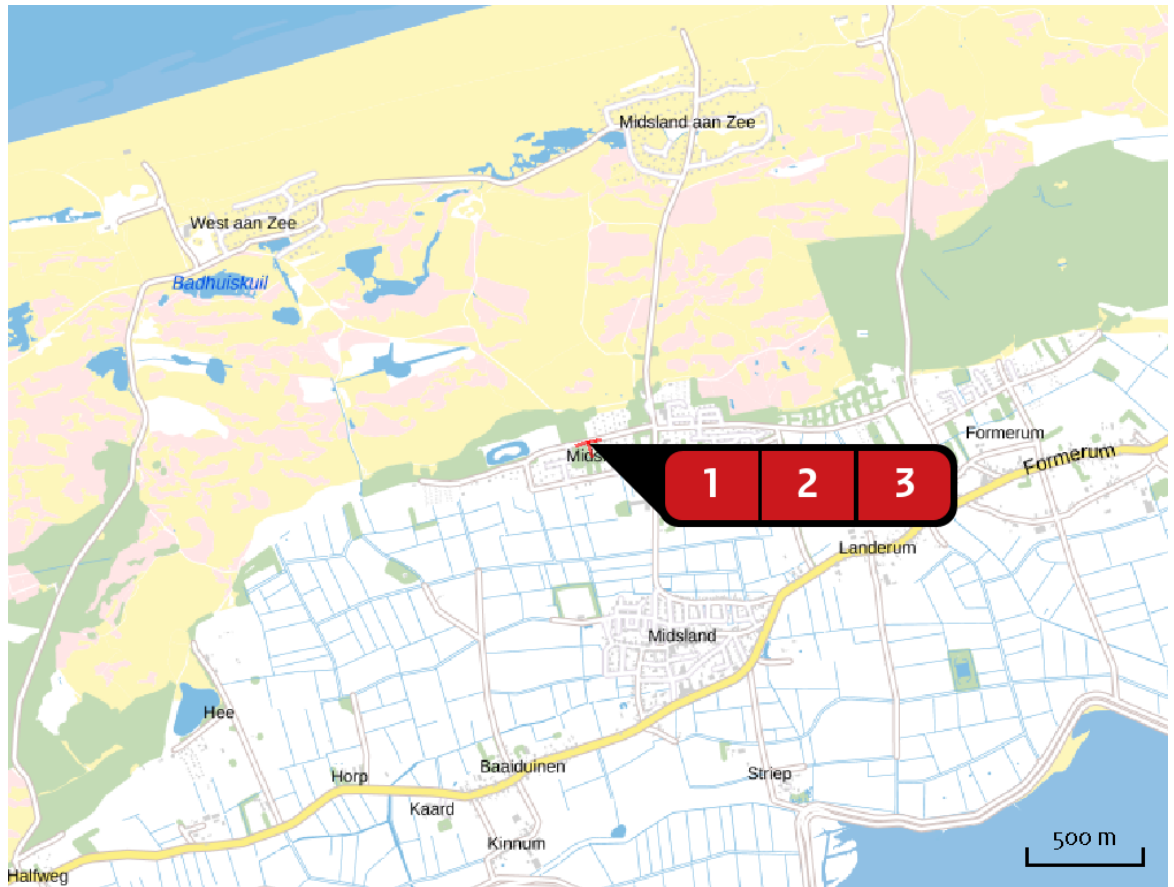 Midsland aan Zee
West aan Zee
Badhuiskuil
Formerum
Formerum
1 2 3
Landerum
Midsland
Hee
Baaiduinen
Horp
Striep
Kaard
Kinnum
500 m
Halfweg